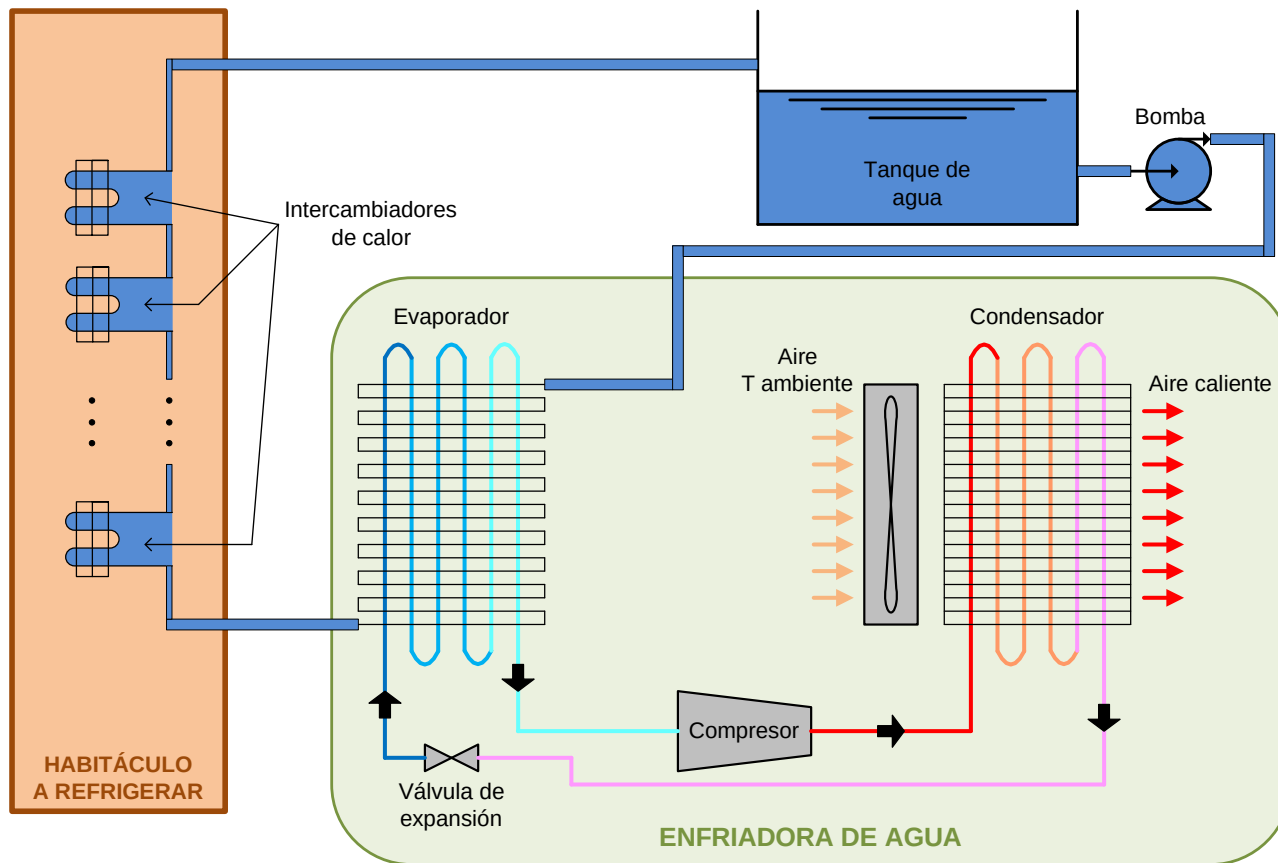 Bomba
Tanque de
agua
Intercambiadores
de calor
Evaporador
Condensador
Aire
T ambiente
Aire caliente
Compresor
Válvula de
expansión
HABITÁCULO
A REFRIGERAR
ENFRIADORA DE AGUA